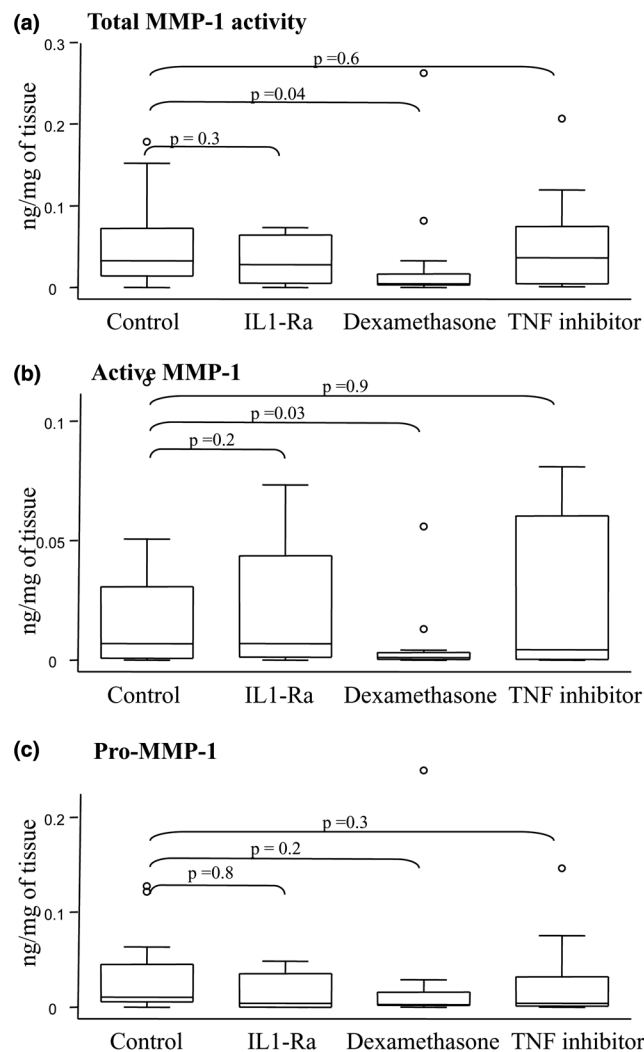 (a) Total MMP-1 activity
ng/mg of tissue
0.3
0.2
0.1
0
p =0.6
p =0.04
p = 0.3
Control IL1-Ra Dexamethasone TNF inhibitor
(b) Active MMP-1
ng/mg of tissue
0.1
0.05
0
p =0.9
p =0.03
p =0.2
Control IL1-Ra Dexamethasone TNF inhibitor
(c) Pro-MMP-1
ng/mg of tissue
0.2
0.1
0
p =0.3
p = 0.2
p =0.8
Control IL1-Ra Dexamethasone TNF inhibitor